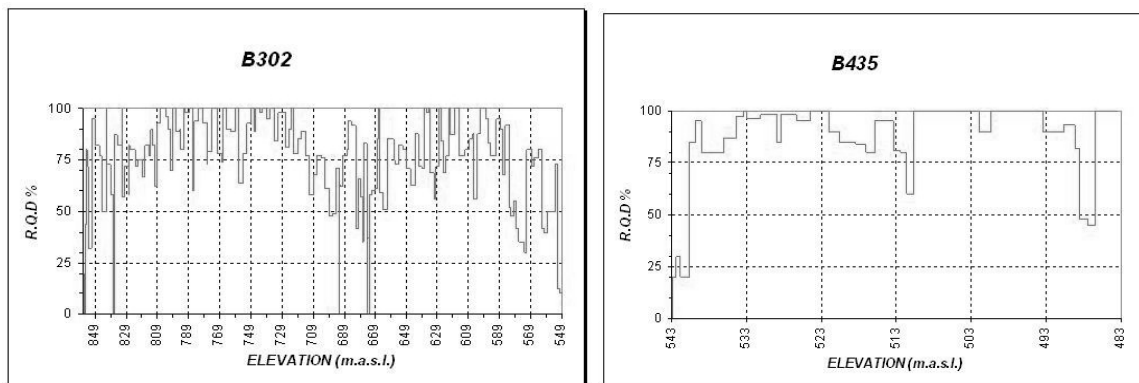 B302
R.Q.D %
100
75
50
25
0
849 829 809 789 769 749 729 709 689 669 649 629 609 589 569 549
ELEVATION (m.a.s.l.)
B435
R.Q.D %
100
75
50
25
0
543 533 523 513 503 493 483
ELEVATION (m.a.s.l.)